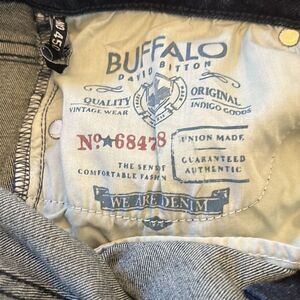 BUFFALO
DAVID BITTON
QUALITY
VINTAGE WEAR
ORIGINAL
INDIGO GOODS
Nº★68478
UNION MADE
GUARANTEED
AUTHENTIC
THE SENSE OF
COMFORTABLE FASHION
WE ARE DENIM